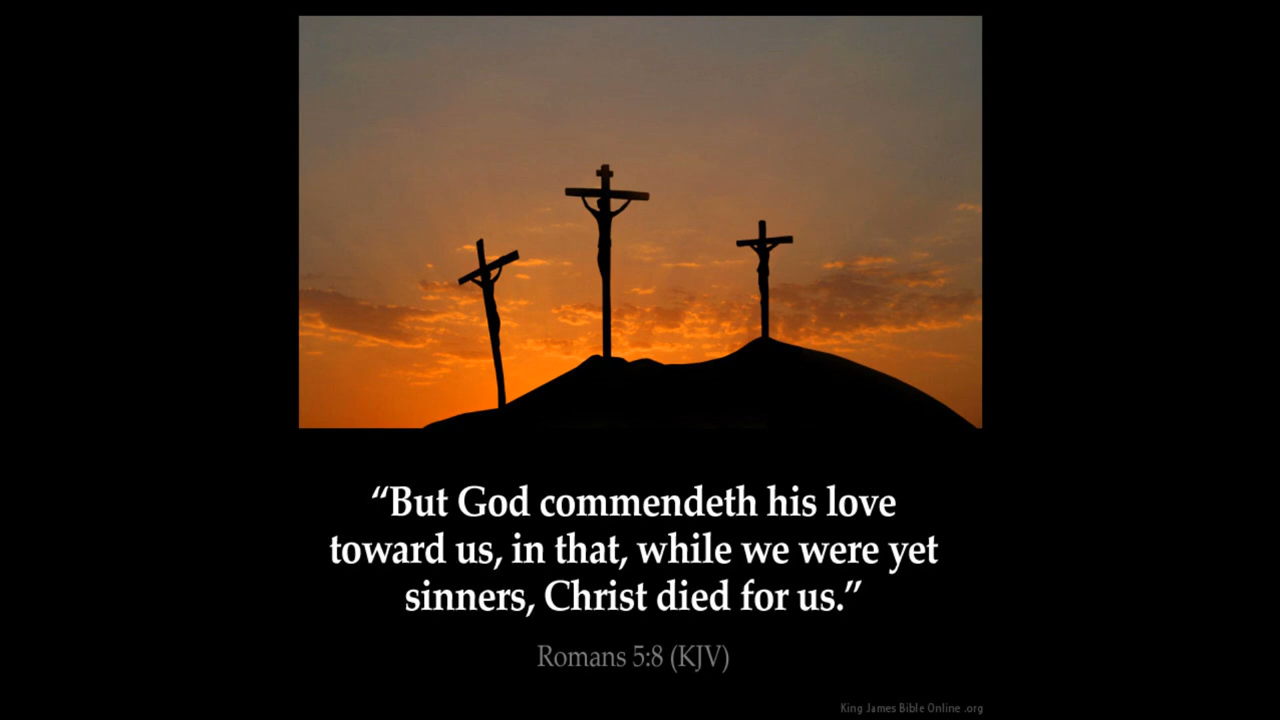 “But God commendeth his love
toward us, in that, while we were yet
sinners, Christ died for us.”
Romans 5:8 (KJV)
King James Bible Online .org